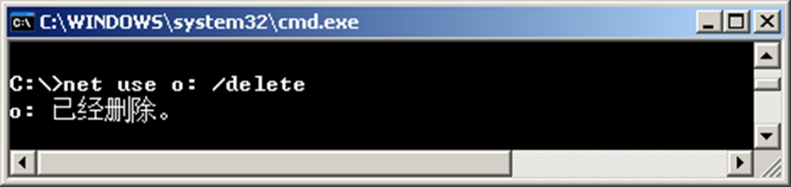 C:\WINDOWS\system32\cmd.exe
C:\>net use o: /delete
o: 已经删除。